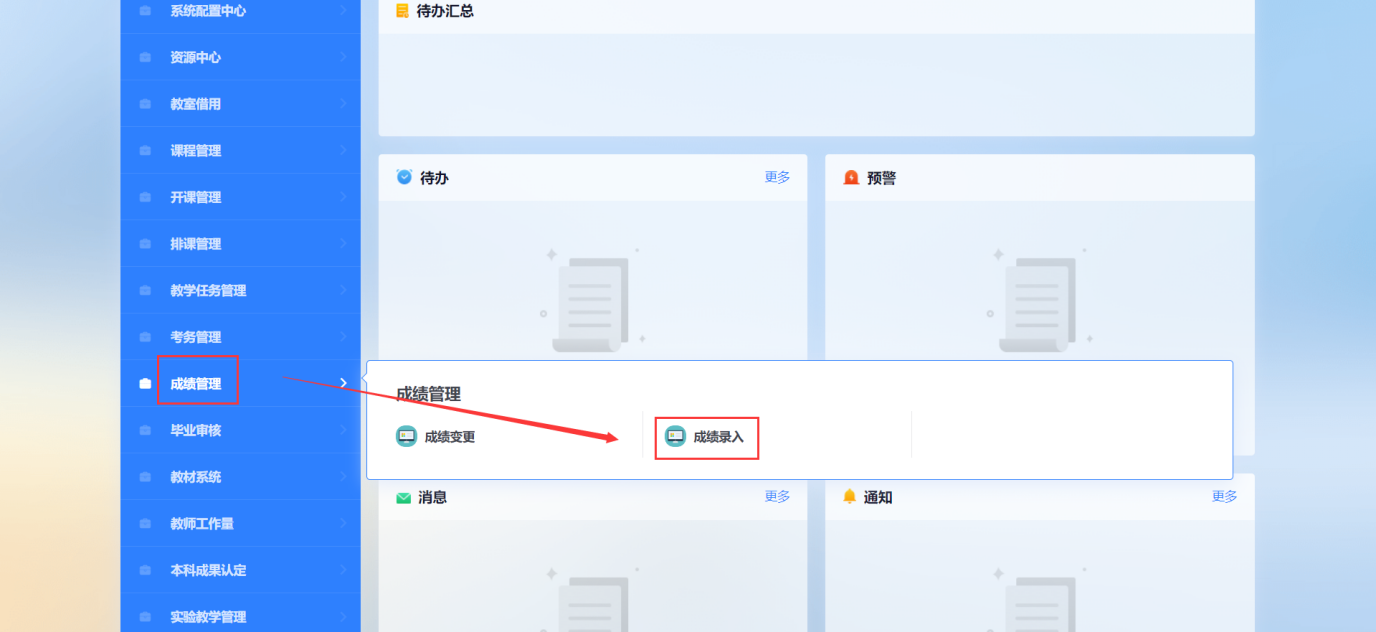 系统配置中心
资源中心
教室借用
课程管理
开课管理
排课管理
教学任务管理
考务管理
成绩管理
毕业审核
教材系统
教师工作量
本科成果认定
实验教学管理
待办汇总
待办
更多
预警
成绩管理
成绩变更
成绩录入
消息
更多
通知
更多